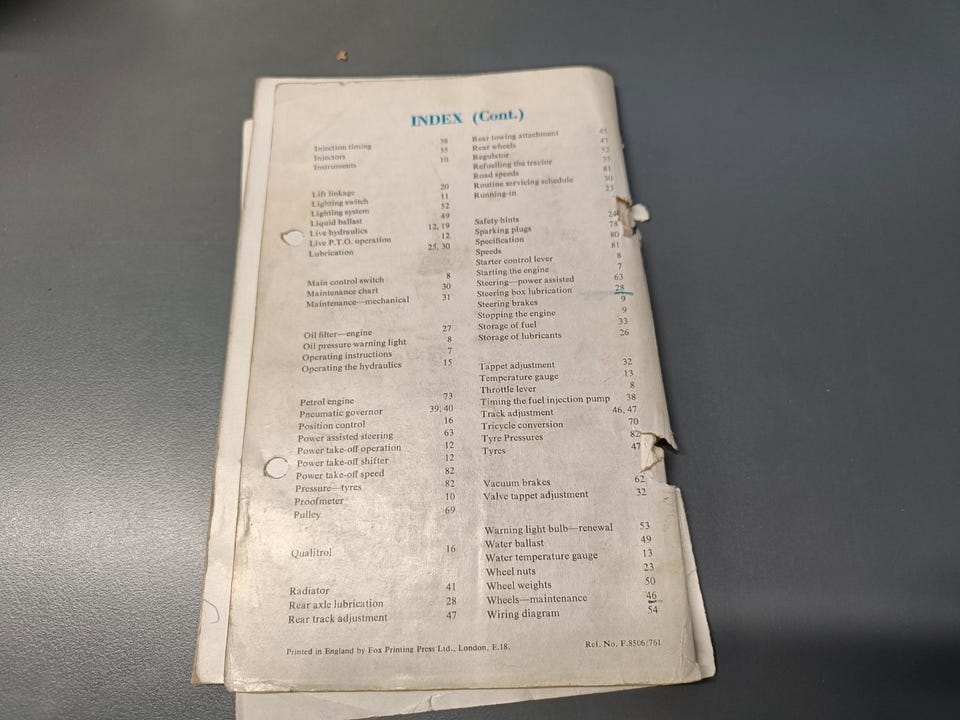 INDEX (Cont.)
Injection timing 38
Injectors 35
Instruments 10
Lift linkage 20
Lighting switch 11
Lighting system 52
Liquid ballast 49
Live hydraulics 12, 19
Live P.T.O. operation 12
Lubrication 25, 30
Main control switch 8
Maintenance chart 30
Maintenance—mechanical 31
Oil filter—engine 27
Oil pressure warning light 8
Operating instructions 7
Operating the hydraulics 15
Petrol engine 73
Pneumatic governor 39, 40
Position control 16
Power assisted steering 63
Power take-off operation 12
Power take-off shifter 12
Power take-off speed 82
Pressure—tyres 82
Proofmeter 10
Pulley 69
Qualitrol 16
Radiator 41
Rear axle lubrication 28
Rear track adjustment 47
Rear towing attachment 45
Rear wheels 47
Regulator 52
Refuelling the tractor
Road speeds 81
Routine servicing schedule 30
Running-in 23
Safety hints
Sparking plugs 78
Specification 80
Speeds 81
Starter control lever 8
Starting the engine 7
Steering—power assisted 63
Steering box lubrication 28
Steering brakes 9
Stopping the engine 9
Storage of fuel 33
Storage of lubricants 26
Tappet adjustment 32
Temperature gauge 13
Throttle lever 8
Timing the fuel injection pump 38
Track adjustment 46, 47
Tricycle conversion 70
Tyre Pressures 82
Tyres 47
Vacuum brakes 62
Valve tappet adjustment 32
Warning light bulb—renewal 53
Water ballast 49
Water temperature gauge 13
Wheel nuts 23
Wheel weights 50
Wheels—maintenance 46
Wiring diagram 54
Printed in England by Fox Printing Press Ltd., London, E.18.
Ref. No. F.8506/761